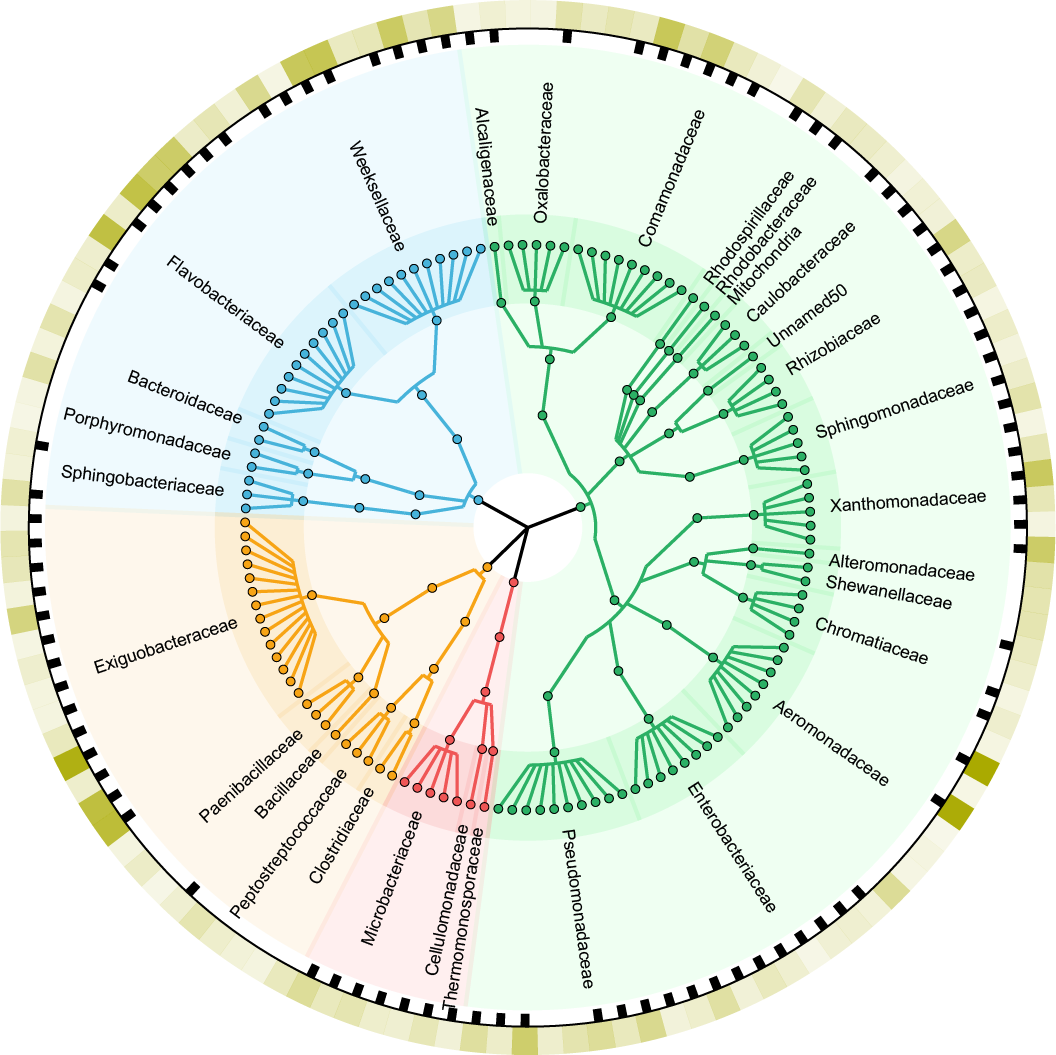 Alcaligenaceae
Oxalobacteraceae
Comamonadaceae
Rhodospirillaceae
Rhodobacteraceae
Mitochondria
Caulobacteraceae
Unnamed50
Rhizobiaceae
Sphingomonadaceae
Xanthomonadaceae
Alteromonadaceae
Shewanellaceae
Chromatiaceae
Aeromonadaceae
Enterobacteriaceae
Pseudomonadaceae
Thermomonosporaceae
Cellulomonadaceae
Microbacteriaceae
Clostridiaceae
Peptostreptococcaceae
Bacillaceae
Paenibacillaceae
Exiguobacteraceae
Sphingobacteriaceae
Porphyromonadaceae
Bacteroidaceae
Flavobacteriaceae
Weeksellaceae